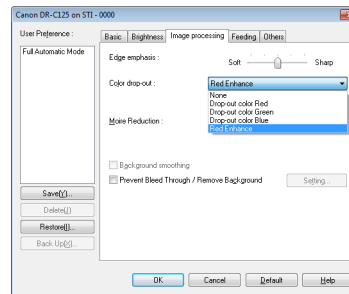 Canon DR-C125 on STI - 0000
User Preference :
Full Automatic Mode
Save(Y)...
Delete(J)
Restore(I)...
Back Up(X)...
Basic
Brightness
Image processing
Feeding
Others
Edge emphasis :
Soft
Sharp
Color drop-out :
Red Enhance
None
Drop-out color Red
Drop-out color Green
Drop-out color Blue
Red Enhance
Moire Reduction :
Background smoothing
Prevent Bleed Through / Remove Background
Setting...
OK
Cancel
Default
Help